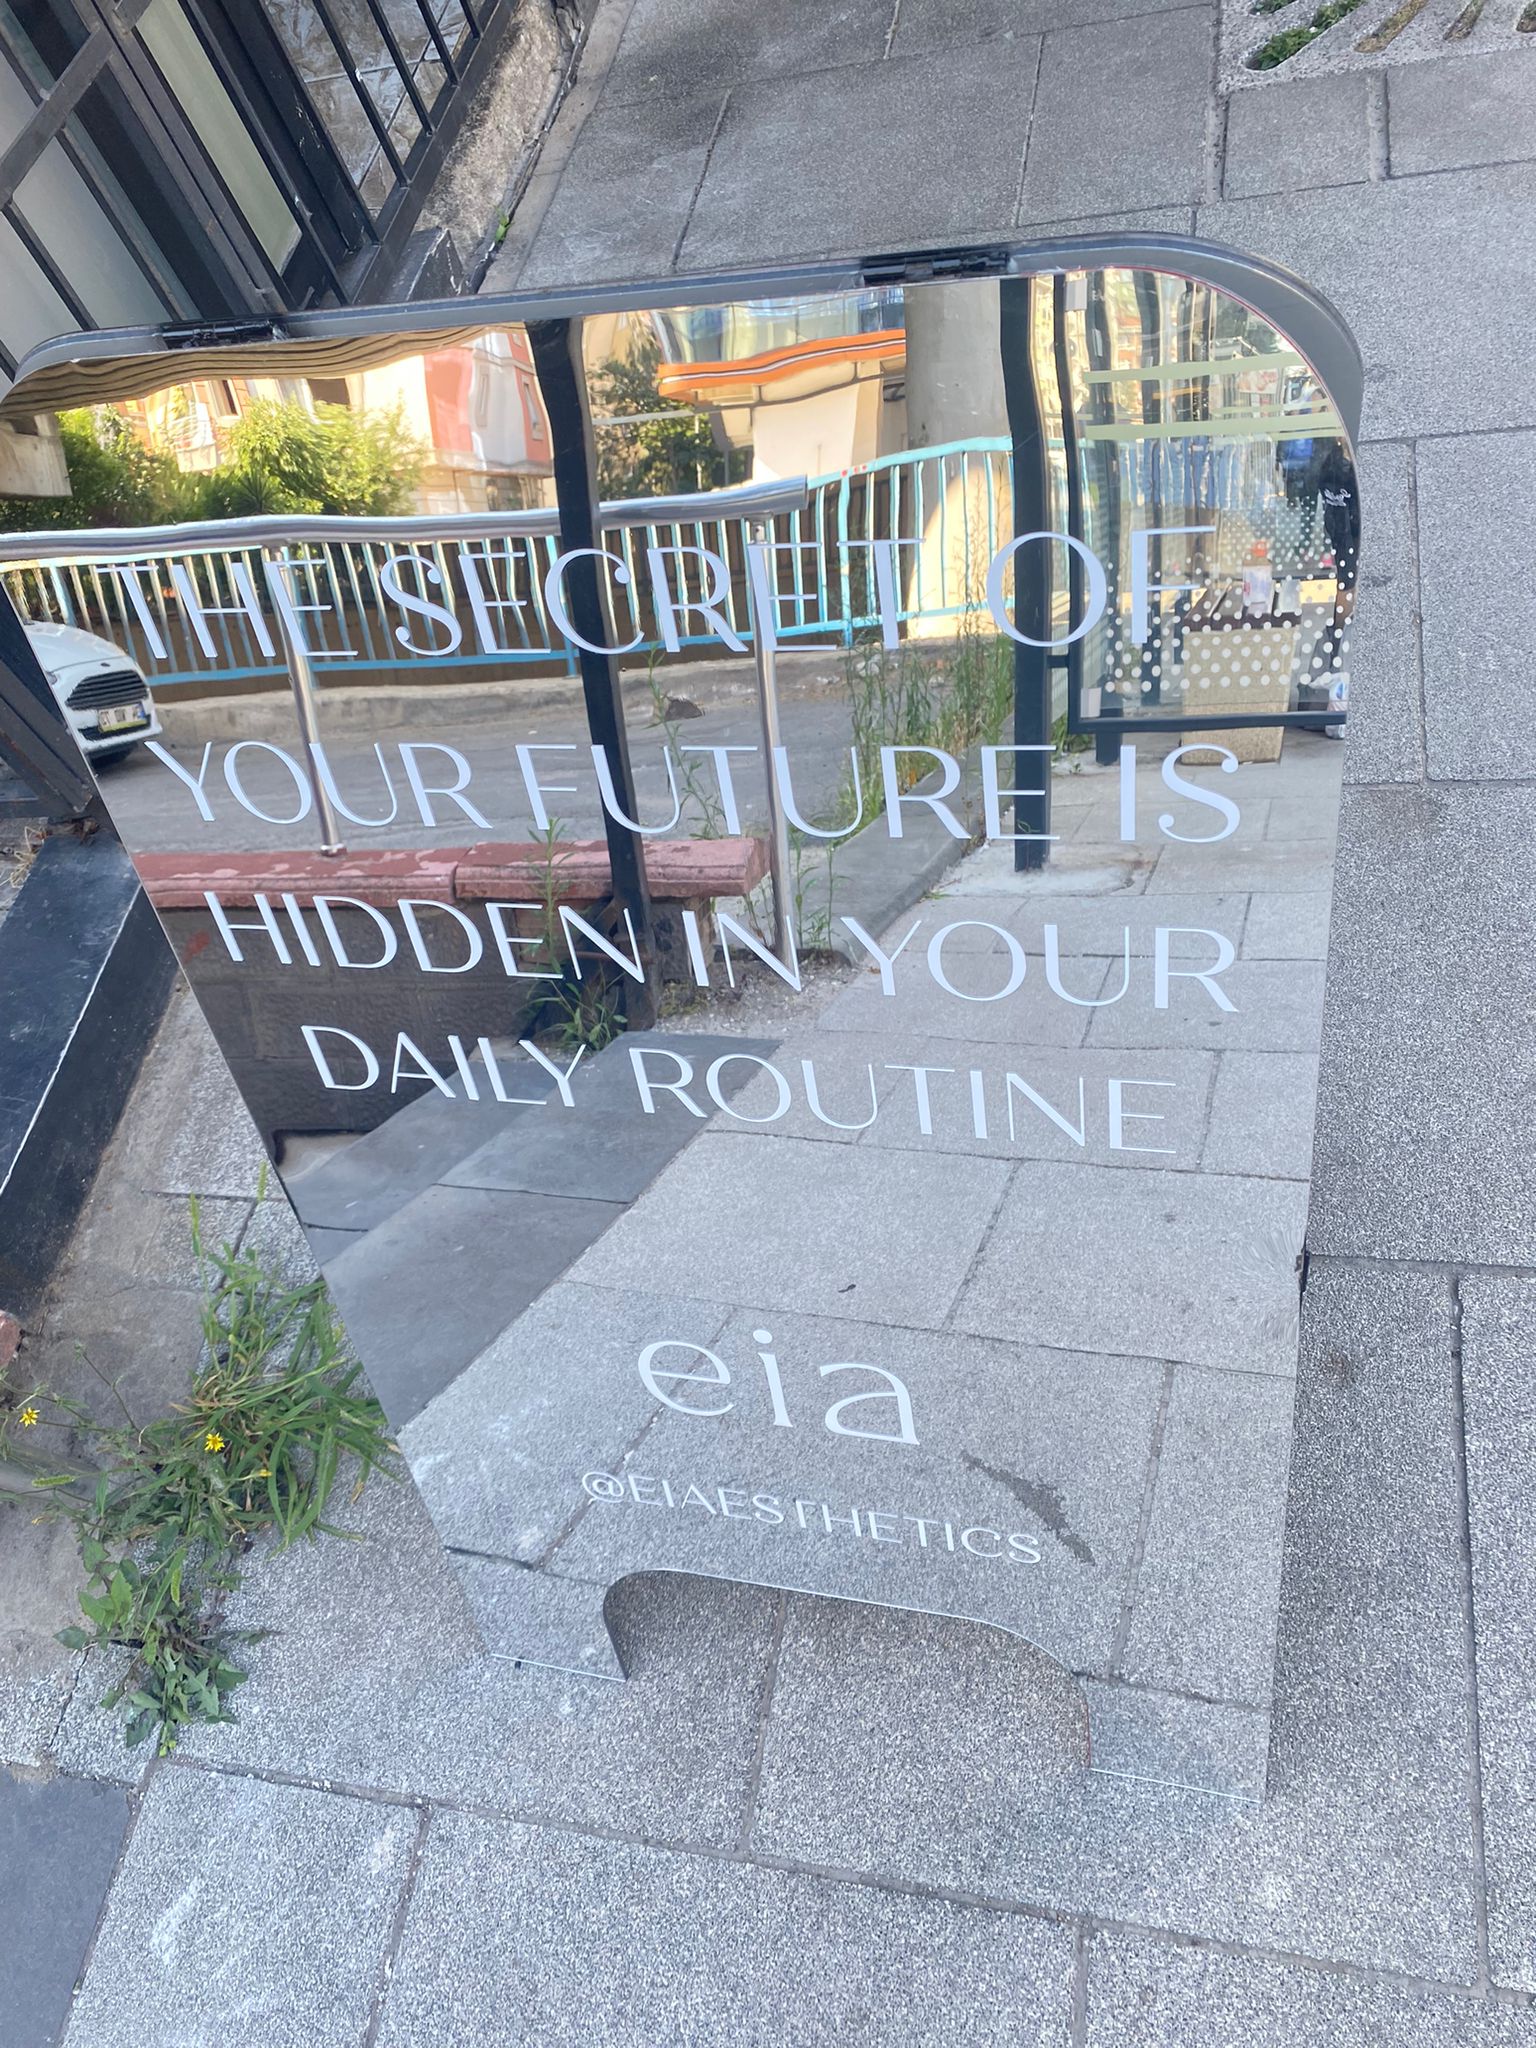 THE SECRET OF
YOUR FUTURE IS
HIDDEN IN YOUR
DAILY ROUTINE
eia
@EIAESTHETICS